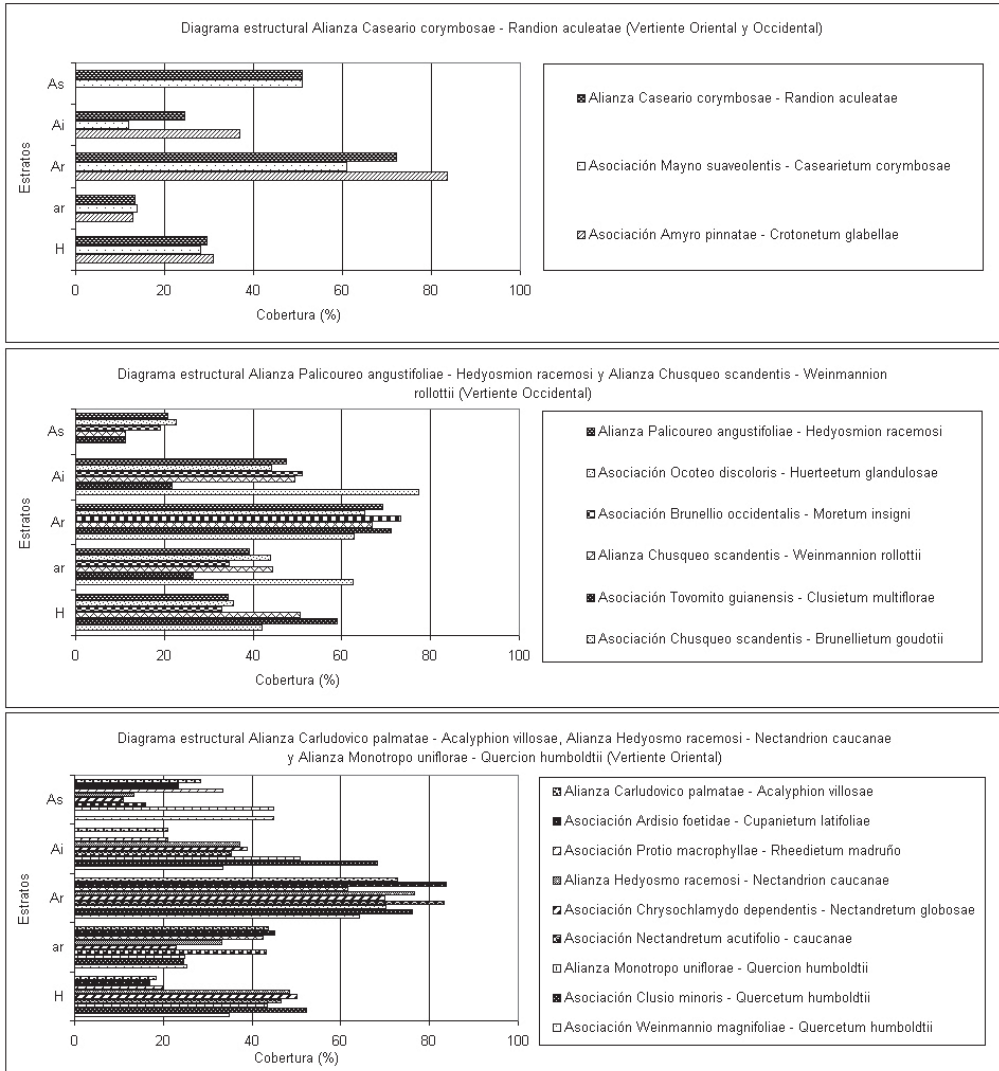 Diagrama estructural Alianza Caseario corymbosae - Randion aculeatae (Vertiente Oriental y Occidental)
Estratos
As
Ai
Ar
ar
H
0 20 40 60 80 100
Cobertura (%)
Alianza Caseario corymbosae - Randion aculeatae
Asociación Mayno suaveolentis - Casearietum corymbosae
Asociación Amyro pinnatae - Crotonetum glabellae
Diagrama estructural Alianza Palicoureo angustifoliae - Hedyosmion racemosi y Alianza Chusqueo scandentis - Weinmannion
rollottii (Vertiente Occidental)
Estratos
As
Ai
Ar
ar
H
0 20 40 60 80 100
Cobertura (%)
Alianza Palicoureo angustifoliae - Hedyosmion racemosi
Asociación Ocoteo discoloris - Huerteetum glandulosae
Asociación Brunellio occidentalis - Moretum insigni
Alianza Chusqueo scandentis - Weinmannion rollottii
Asociación Tovomito guianensis - Clusietum multiflorae
Asociación Chusqueo scandentis - Brunellietum goudotii
Diagrama estructural Alianza Carludovico palmatae - Acalyphion villosae, Alianza Hedyosmo racemosi - Nectandrion caucanae
y Alianza Monotropo uniflorae - Quercion humboldtii (Vertiente Oriental)
Estratos
As
Ai
Ar
ar
H
0 20 40 60 80 100
Cobertura (%)
Alianza Carludovico palmatae - Acalyphion villosae
Asociación Ardisio foetidae - Cupanietum latifoliae
Asociación Protio macrophyllae - Rheedietum madruño
Alianza Hedyosmo racemosi - Nectandrion caucanae
Asociación Chrysochlamydo dependentis - Nectandretum globosae
Asociación Nectandretum acutifolio - caucanae
Alianza Monotropo uniflorae - Quercion humboldtii
Asociación Clusio minoris - Quercetum humboldtii
Asociación Weinmannio magnifoliae - Quercetum humboldtii